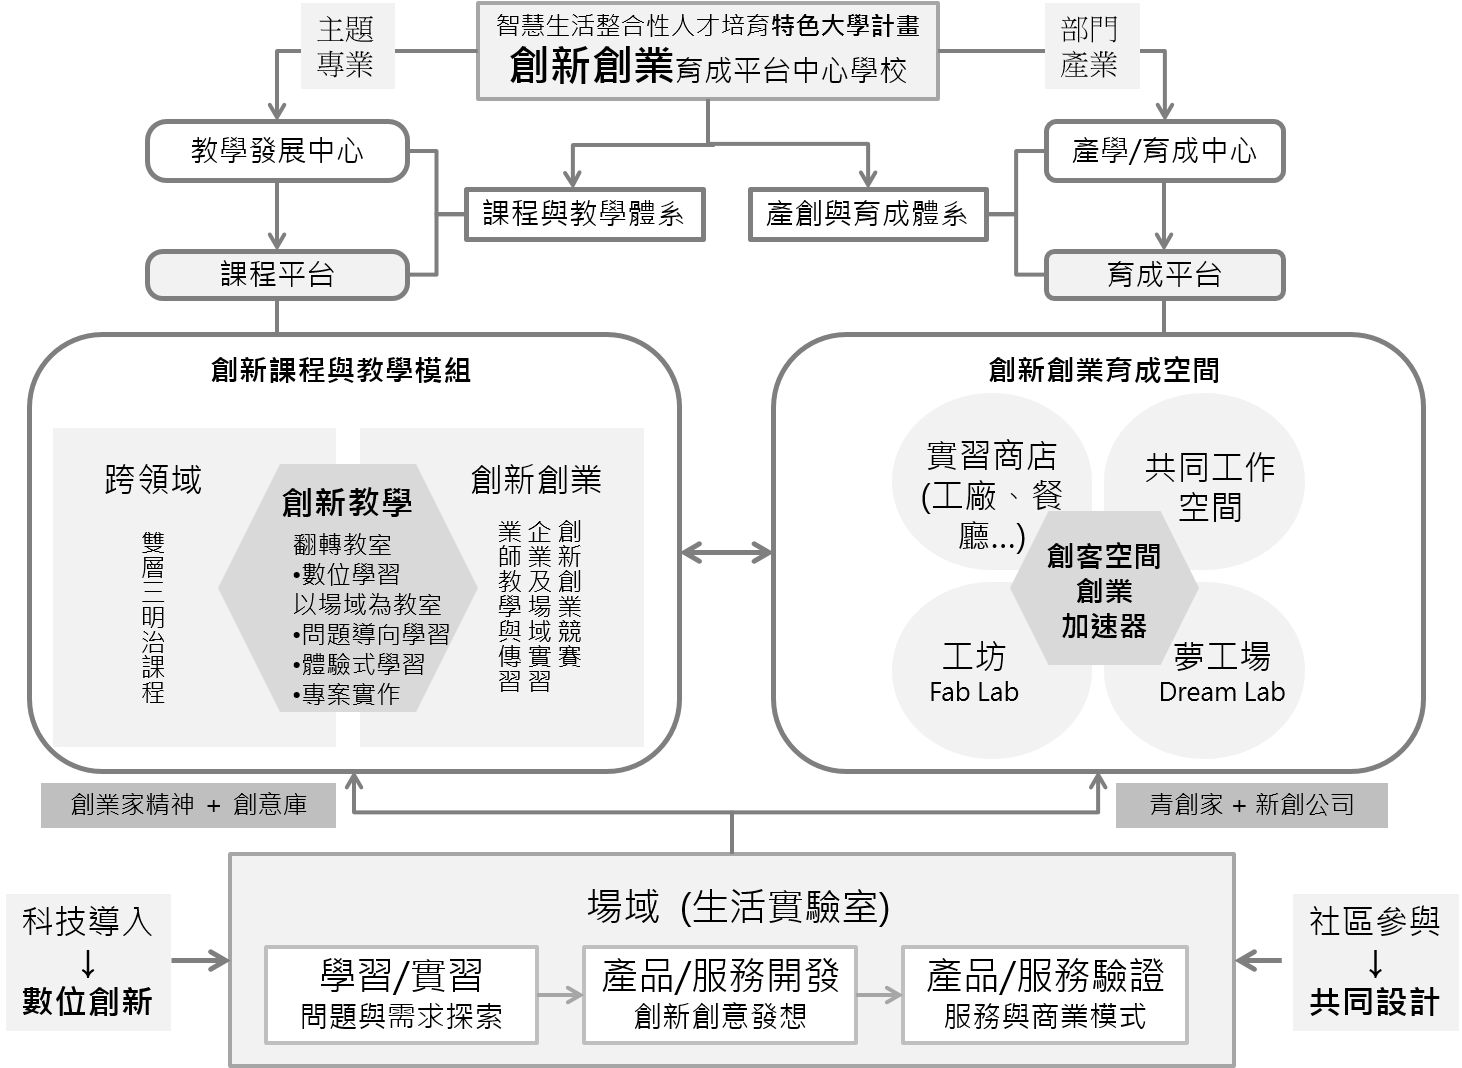 智慧生活整合性人才培育特色大學計畫
創新創業育成平台中心學校
主題
專業
部門
產業
教學發展中心
產學/育成中心
課程與教學體系
產創與育成體系
課程平台
育成平台
創新課程與教學模組
跨領域
雙層三明治課程
創新教學
翻轉教室
•數位學習
以場域為教室
•問題導向學習
•體驗式學習
•專案實作
創新創業
創新創業競賽
企業及場域實習
業師教學與傳習
創新創業育成空間
實習商店
(工廠、餐
廳...)
共同工作
空間
創客空間
創業
加速器
工坊
Fab Lab
夢工場
Dream Lab
創業家精神 + 創意庫
青創家 + 新創公司
科技導入
↓
數位創新
場域 (生活實驗室)
學習/實習
問題與需求探索
產品/服務開發
創新創意發想
產品/服務驗證
服務與商業模式
社區參與
↓
共同設計